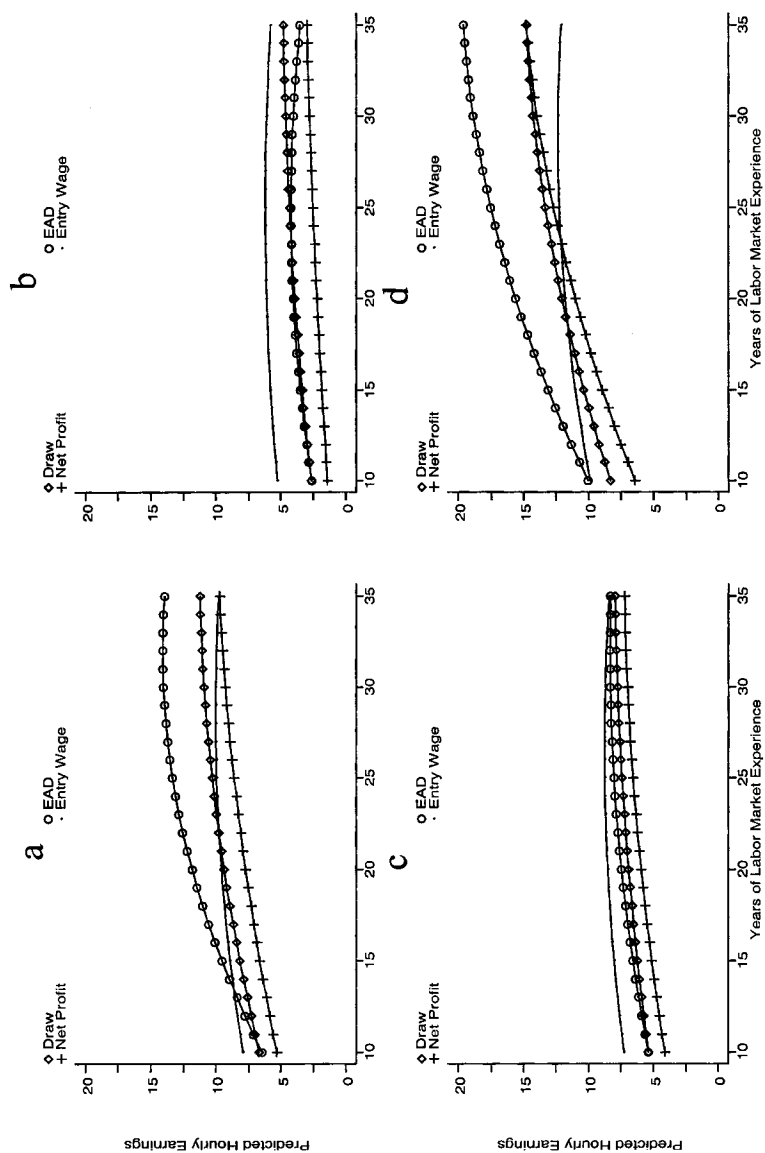 a
◇ Draw
+ Net Profit
○ EAD
· Entry Wage
Predicted Hourly Earnings
20
15
10
5
0
10 15 20 25 30 35
b
◇ Draw
+ Net Profit
○ EAD
· Entry Wage
20
15
10
5
0
10 15 20 25 30 35
c
◇ Draw
+ Net Profit
○ EAD
· Entry Wage
Predicted Hourly Earnings
20
15
10
5
0
10 15 20 25 30 35
Years of Labor Market Experience
d
◇ Draw
+ Net Profit
○ EAD
· Entry Wage
20
15
10
5
0
10 15 20 25 30 35
Years of Labor Market Experience